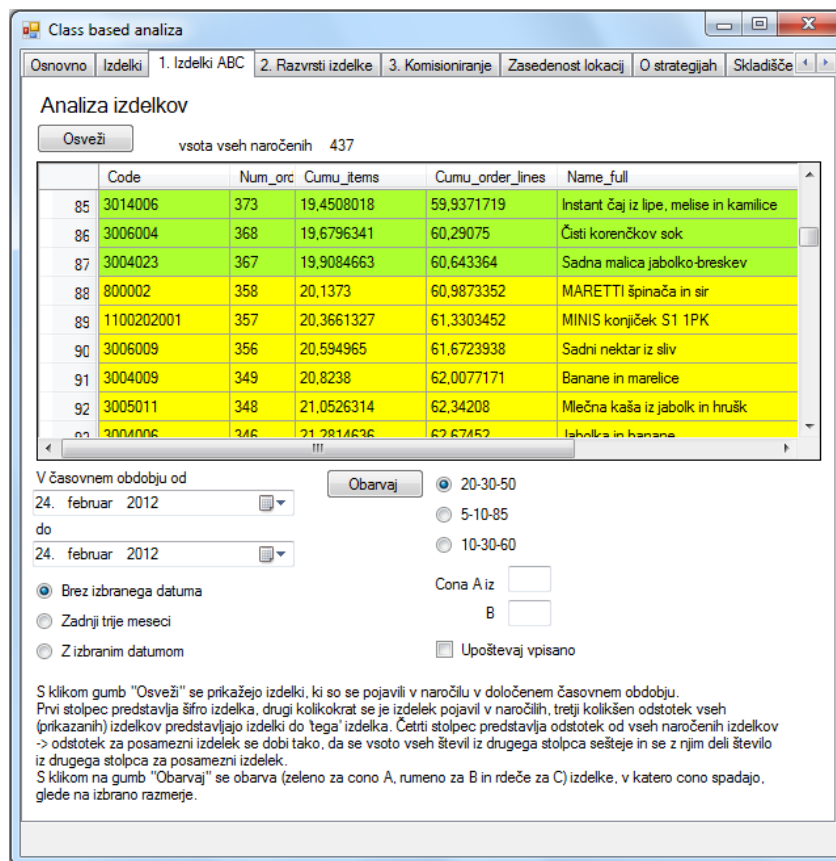 Class based analiza
Osnovno Izdelki 1. Izdelki ABC 2. Razvrsti izdelke 3. Komisioniranje Zasedenost lokacij O strategijah Skladišče
Analiza izdelkov
Osveži vsota vseh naročenih 437
Code Num_ord Cumu_items Cumu_order_lines Name_full
85 3014006 373 19,4508018 59,9371719 Instant čaj iz lipe, melise in kamilice
86 3006004 368 19,6796341 60,29075 Čisti korenčkov sok
87 3004023 367 19,9084663 60,643364 Sadna malica jabolko-breskev
88 800002 358 20,1373 60,9873352 MARETTI špinača in sir
89 1100202001 357 20,3661327 61,3303452 MINIS konjiček S1 1PK
90 3006009 356 20,594965 61,6723938 Sadni nektar iz sliv
91 3004009 349 20,8238 62,0077171 Banane in marelice
92 3005011 348 21,0526314 62,34208 Mlečna kaša iz jabolk in hrušk
93 3004006 346 21,2814636 62,67452 Jabolka in banane
V časovnem obdobju od Obarvaj 20-30-50
24. februar 2012
5-10-85
do
24. februar 2012 10-30-60
Brez izbranega datuma Cona A iz
Zadnji trije meseci B
Z izbranim datumom Upoštevaj vpisano
S klikom gumb "Osveži" se prikažejo izdelki, ki so se pojavili v naročilu v določenem časovnem obdobju.
Prvi stolpec predstavlja šifro izdelka, drugi kolikokrat se je izdelek pojavil v naročilih, tretji kolikšen odstotek vseh
(prikazanih) izdelkov predstavljajo izdelki do 'tega' izdelka. Četrti stolpec predstavlja odstotek od vseh naročenih izdelkov
-> odstotek za posamezni izdelek se dobi tako, da se vsoto vseh števil iz drugega stolpca sešteje in se z njim deli število
iz drugega stolpca za posamezni izdelek.
S klikom na gumb "Obarvaj" se obarva (zeleno za cono A, rumeno za B in rdeče za C) izdelke, v katero cono spadajo,
glede na izbrano razmerje.